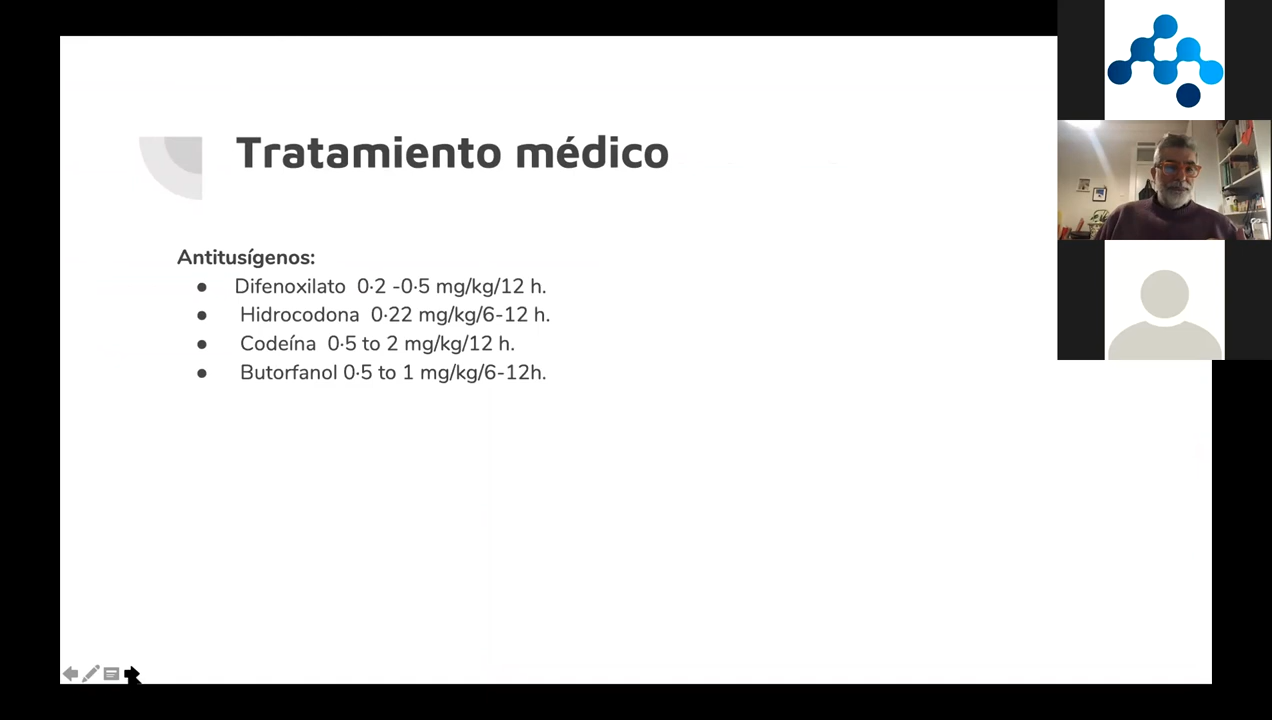 Tratamiento médico
Antitusígenos:
● Difenoxilato 0·2 -0·5 mg/kg/12 h.
● Hidrocodona 0·22 mg/kg/6-12 h.
● Codeína 0·5 to 2 mg/kg/12 h.
● Butorfanol 0·5 to 1 mg/kg/6-12h.